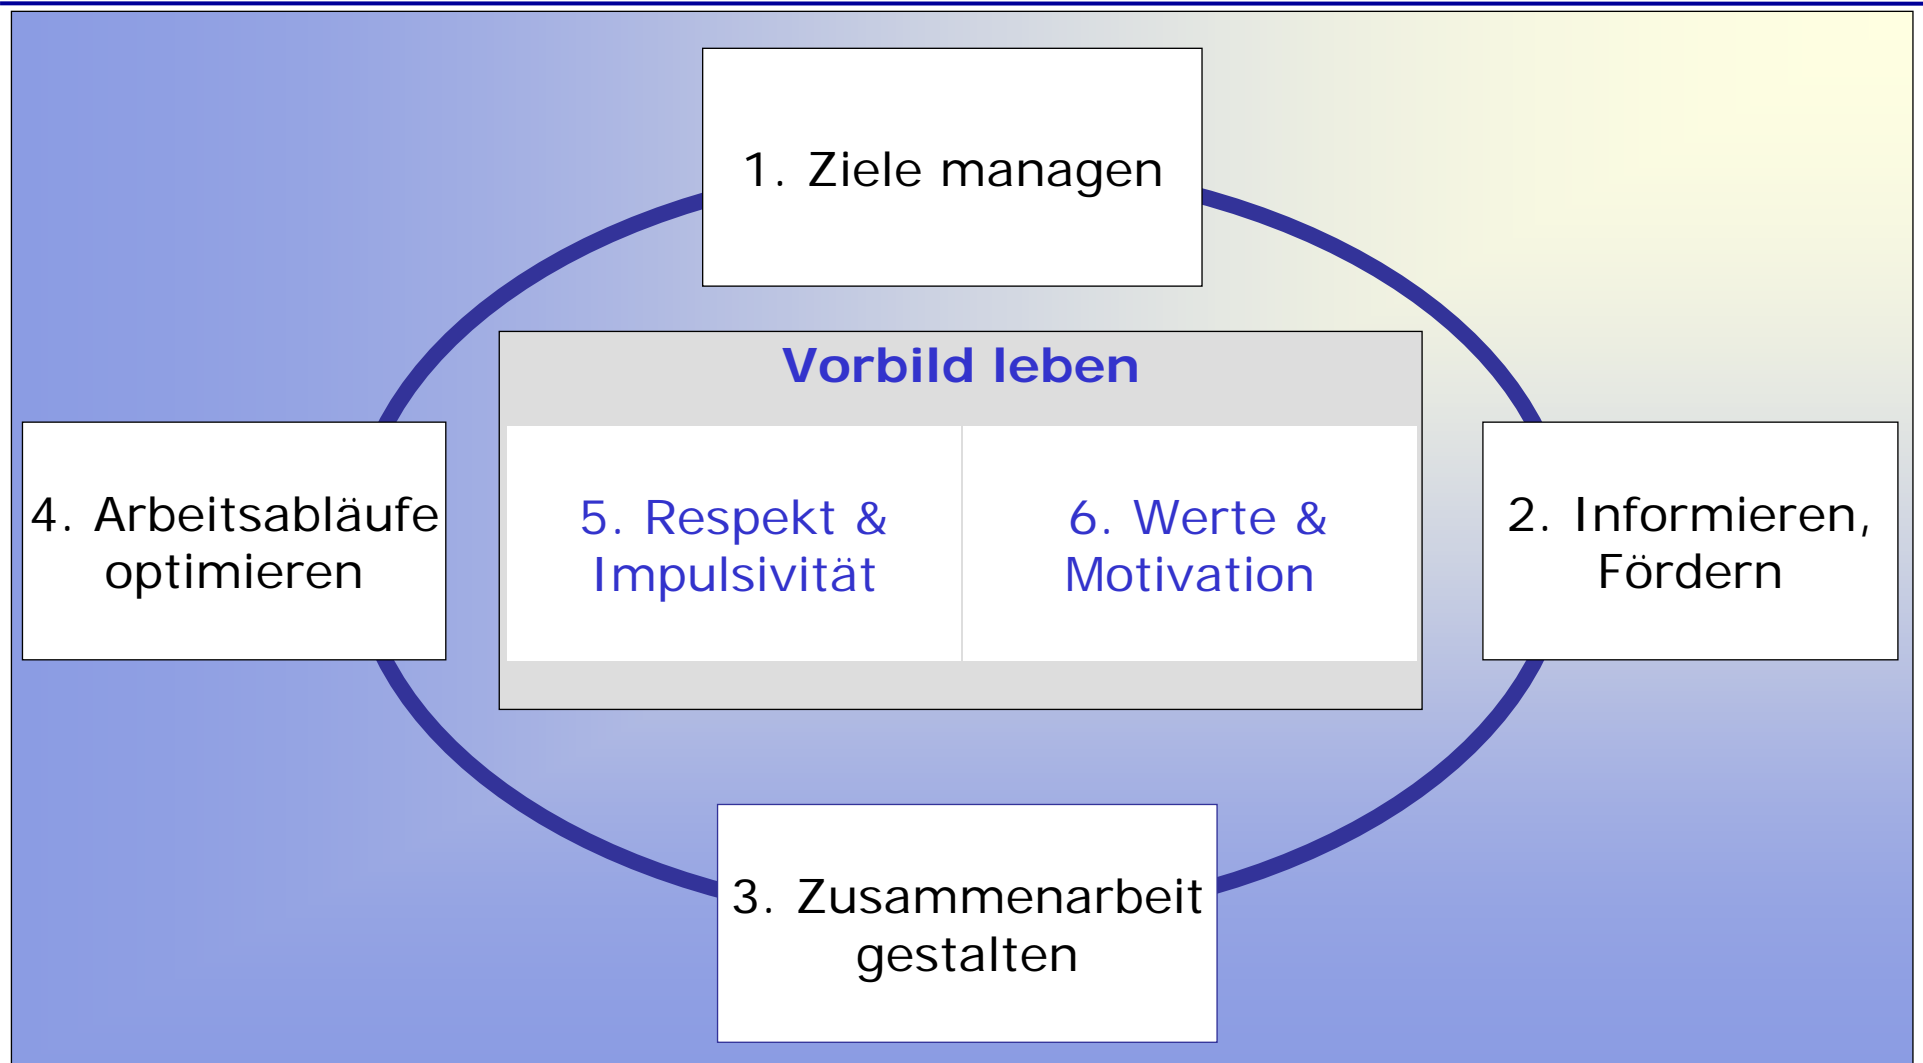 1. Ziele managen
Vorbild leben
4. Arbeitsabläufe
optimieren
5. Respekt &
Impulsivität
6. Werte &
Motivation
2. Informieren,
Fördern
3. Zusammenarbeit
gestalten